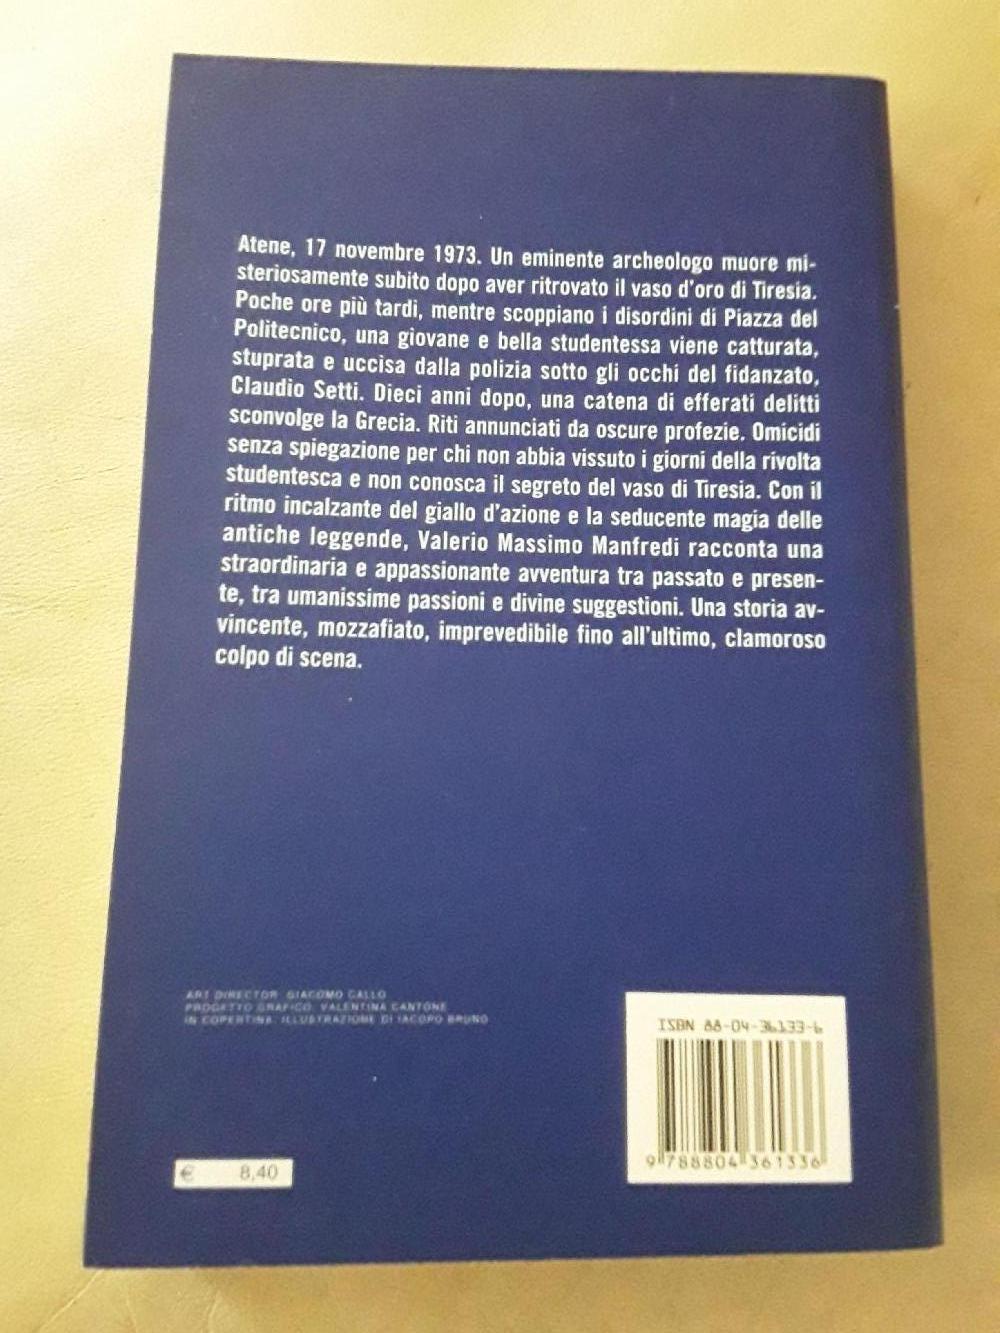 Atene, 17 novembre 1973. Un eminente archeologo muore mi-
steriosamente subito dopo aver ritrovato il vaso d'oro di Tiresia.
Poche ore più tardi, mentre scoppiano i disordini di Piazza del
Politecnico, una giovane e bella studentessa viene catturata,
stuprata e uccisa dalla polizia sotto gli occhi del fidanzato,
Claudio Setti. Dieci anni dopo, una catena di efferati delitti
sconvolge la Grecia. Riti annunciati da oscure profezie. Omicidi
senza spiegazione per chi non abbia vissuto i giorni della rivolta
studentesca e non conosca il segreto del vaso di Tiresia. Con il
ritmo incalzante del giallo d'azione e la seducente magia delle
antiche leggende, Valerio Massimo Manfredi racconta una
straordinaria e appassionante avventura tra passato e presen-
te, tra umanissime passioni e divine suggestioni. Una storia av-
vincente, mozzafiato, imprevedibile fino all'ultimo, clamoroso
colpo di scena.
ART DIRECTOR: GIACOMO CALLO
PROGETTO GRAFICO: VALENTINA CANTONE
IN COPERTINA: ILLUSTRAZIONE DI IACOPO BRUNO
ISBN 88-04-36133-6
9 788804 361336
€ 8,40